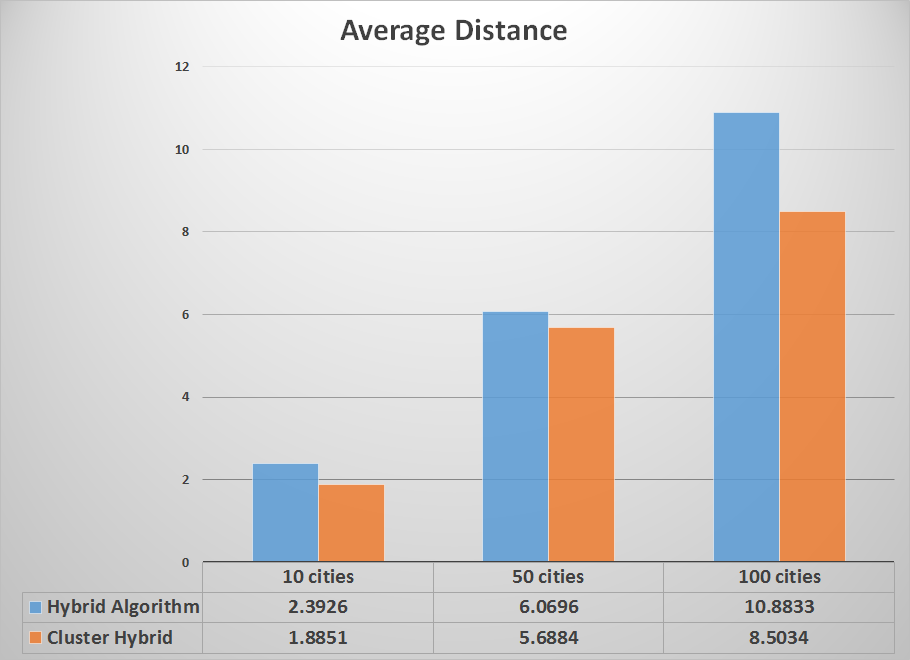 Average Distance
12
10
8
6
4
2
0
10 cities 50 cities 100 cities
Hybrid Algorithm 2.3926 6.0696 10.8833
Cluster Hybrid 1.8851 5.6884 8.5034